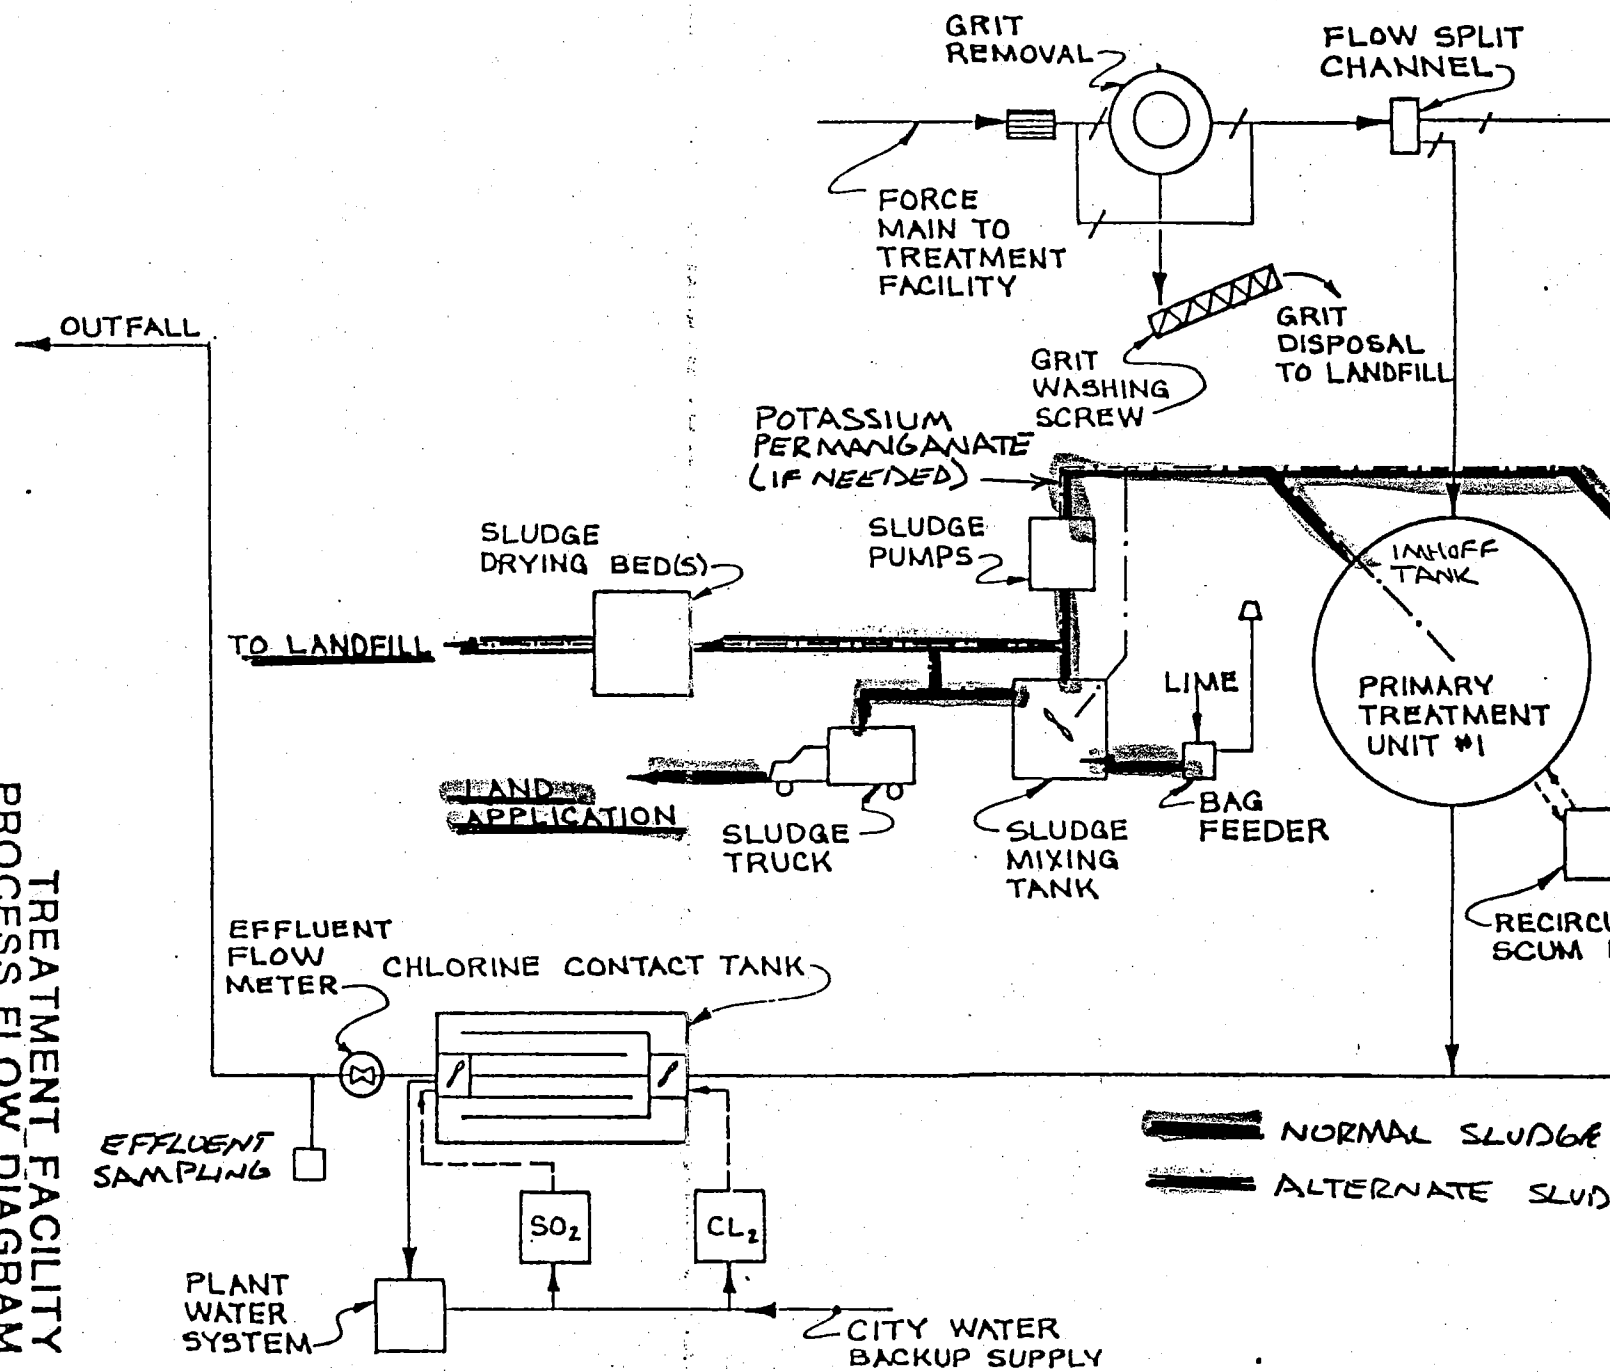 GRIT
REMOVAL
FLOW SPLIT
CHANNEL
FORCE
MAIN TO
TREATMENT
FACILITY
OUTFALL
GRIT
DISPOSAL
TO LANDFILL
GRIT
WASHING
SCREW
POTASSIUM
PERMANGANATE
(IF NEEDED)
SLUDGE
DRYING BED(S)
SLUDGE
PUMPS
IMHOFF
TANK
TO LANDFILL
LIME
PRIMARY
TREATMENT
UNIT #1
LAND
APPLICATION
SLUDGE
TRUCK
SLUDGE
MIXING
TANK
BAG
FEEDER
RECIRCU
SCUM
EFFLUENT
FLOW
METER
CHLORINE CONTACT TANK
EFFLUENT
SAMPLING
NORMAL SLUDGE
ALTERNATE SLUD
SO2
CL2
PLANT
WATER
SYSTEM
CITY WATER
BACKUP SUPPLY
TREATMENT FACILITY
PROCESS FLOW DIAGRAM